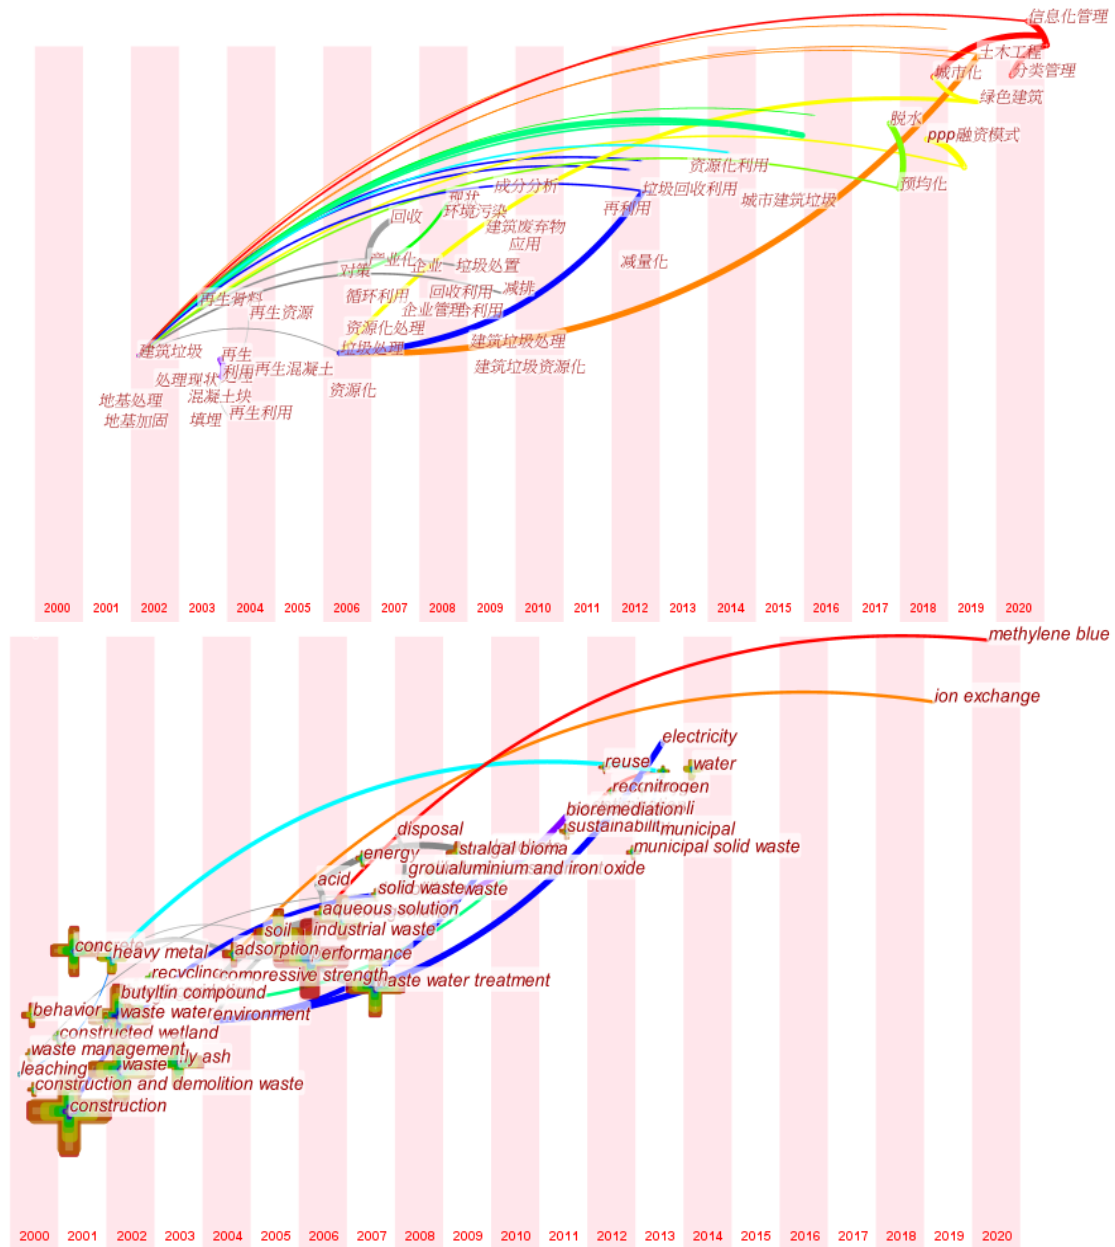 信息化管理
土木工程
城市化
分类管理
绿色建筑
脱水
ppp融资模式
资源化利用
预均化
成分分析
垃圾回收利用
城市建筑垃圾
再利用
环境污染
回收
建筑废弃物
应用
产业化
对策
企业
垃圾处置
减量化
循环利用
回收利用
减排
再生骨料
再生资源
企业管理
利用
资源化处理
建筑垃圾
垃圾处理
建筑垃圾处理
再生
利用
再生混凝土
建筑垃圾资源化
处理现状
资源化
地基处理
混凝土块
地基加固
填埋
再生利用
2000 2001 2002 2003 2004 2005 2006 2007 2008 2009 2010 2011 2012 2013 2014 2015 2016 2017 2018 2019 2020
methylene blue
ion exchange
electricity
reuse
water
nitrogen
bioremediation
disposal
municipal
energy
municipal solid waste
aluminium and iron oxide
acid
solid waste
waste
aqueous solution
soil
industrial waste
concrete
heavy metal
adsorption
compressive strength
butyltin compound
behavior
waste water
environment
constructed wetland
waste management
waste
leaching
construction and demolition waste
construction
2000 2001 2002 2003 2004 2005 2006 2007 2008 2009 2010 2011 2012 2013 2014 2015 2016 2017 2018 2019 2020